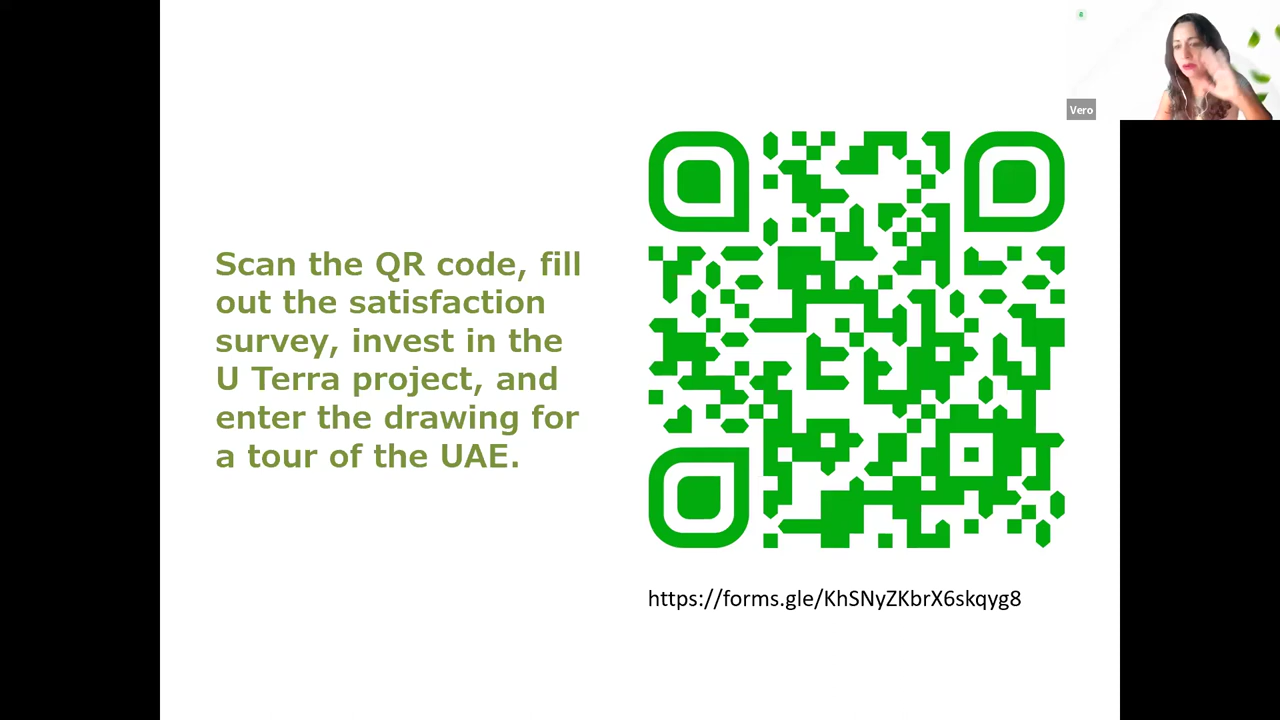 Vero
Scan the QR code, fill
out the satisfaction
survey, invest in the
U Terra project, and
enter the drawing for
a tour of the UAE.
https://forms.gle/KhSNyZKbrX6skqyg8